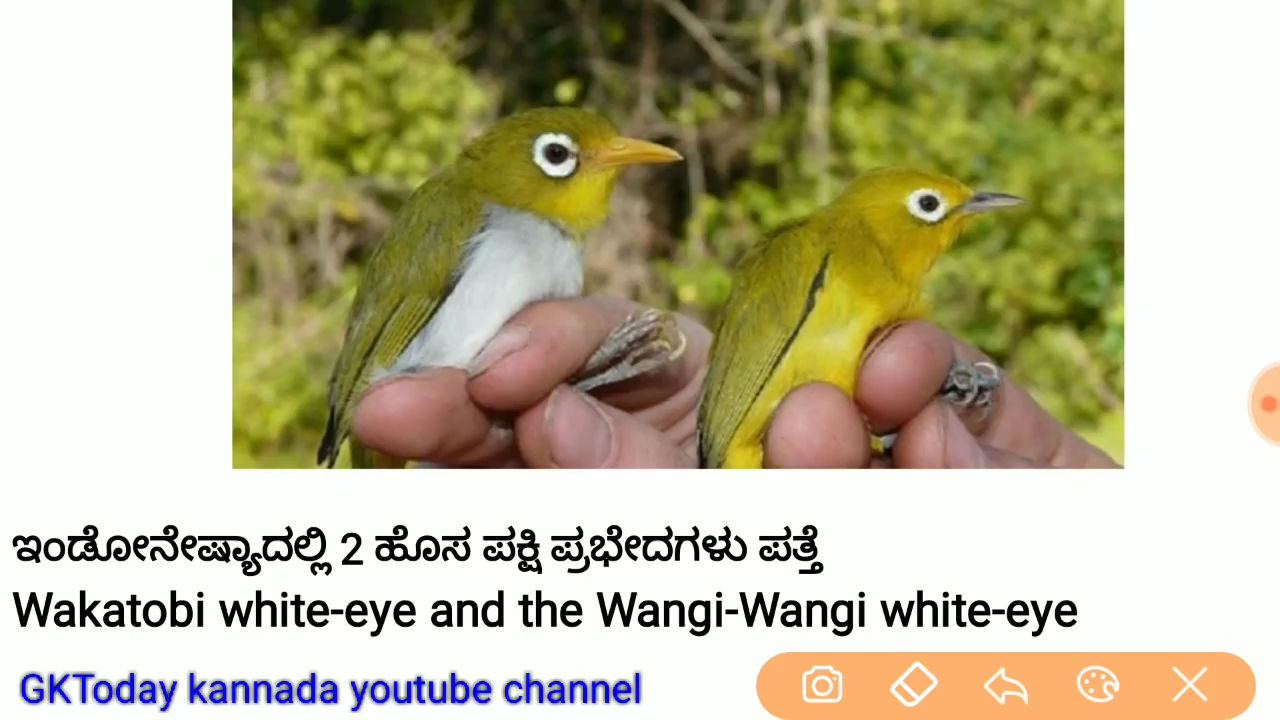 ಇಂಡೋನೇಷ್ಯಾದಲ್ಲಿ 2 ಹೊಸ ಪಕ್ಷಿ ಪ್ರಭೇದಗಳು ಪತ್ತೆ
Wakatobi white-eye and the Wangi-Wangi white-eye
GKToday kannada youtube channel